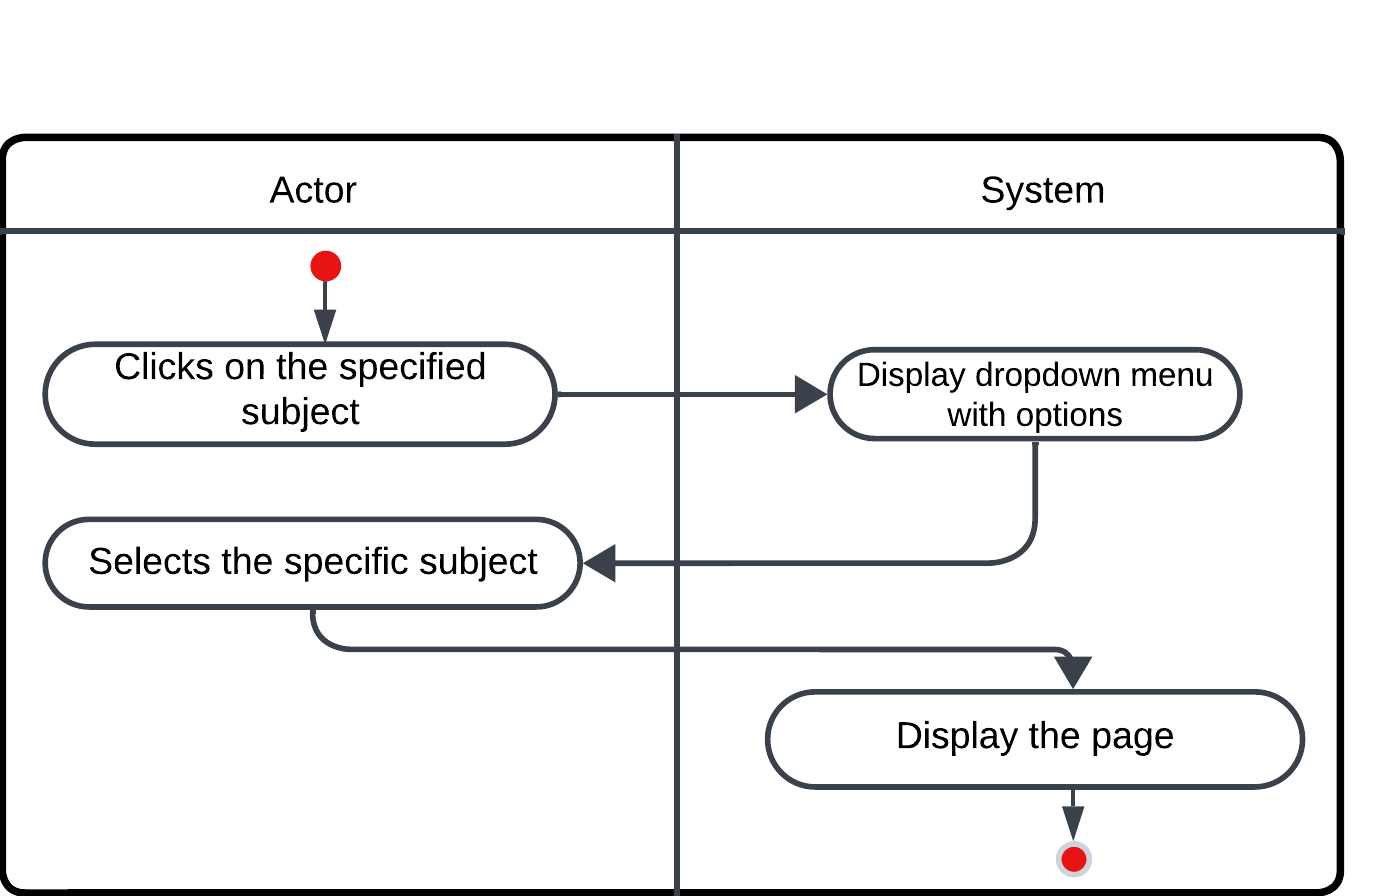 Actor
System
Clicks on the specified
subject
Display dropdown menu
with options
Selects the specific subject
Display the page